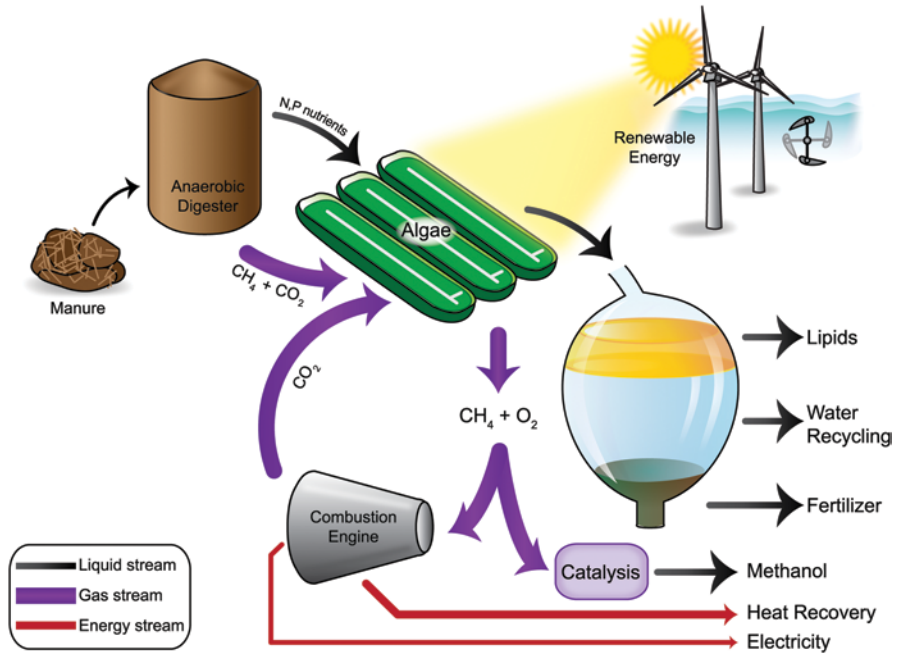 N,P nutrients
Renewable
Energy
Anaerobic
Digester
Algae
CH₄ + CO₂
Manure
Lipids
CO₂
CH₄ + O₂
Water
Recycling
Fertilizer
Combustion
Engine
Liquid stream
Gas stream
Energy stream
Catalysis
Methanol
Heat Recovery
Electricity